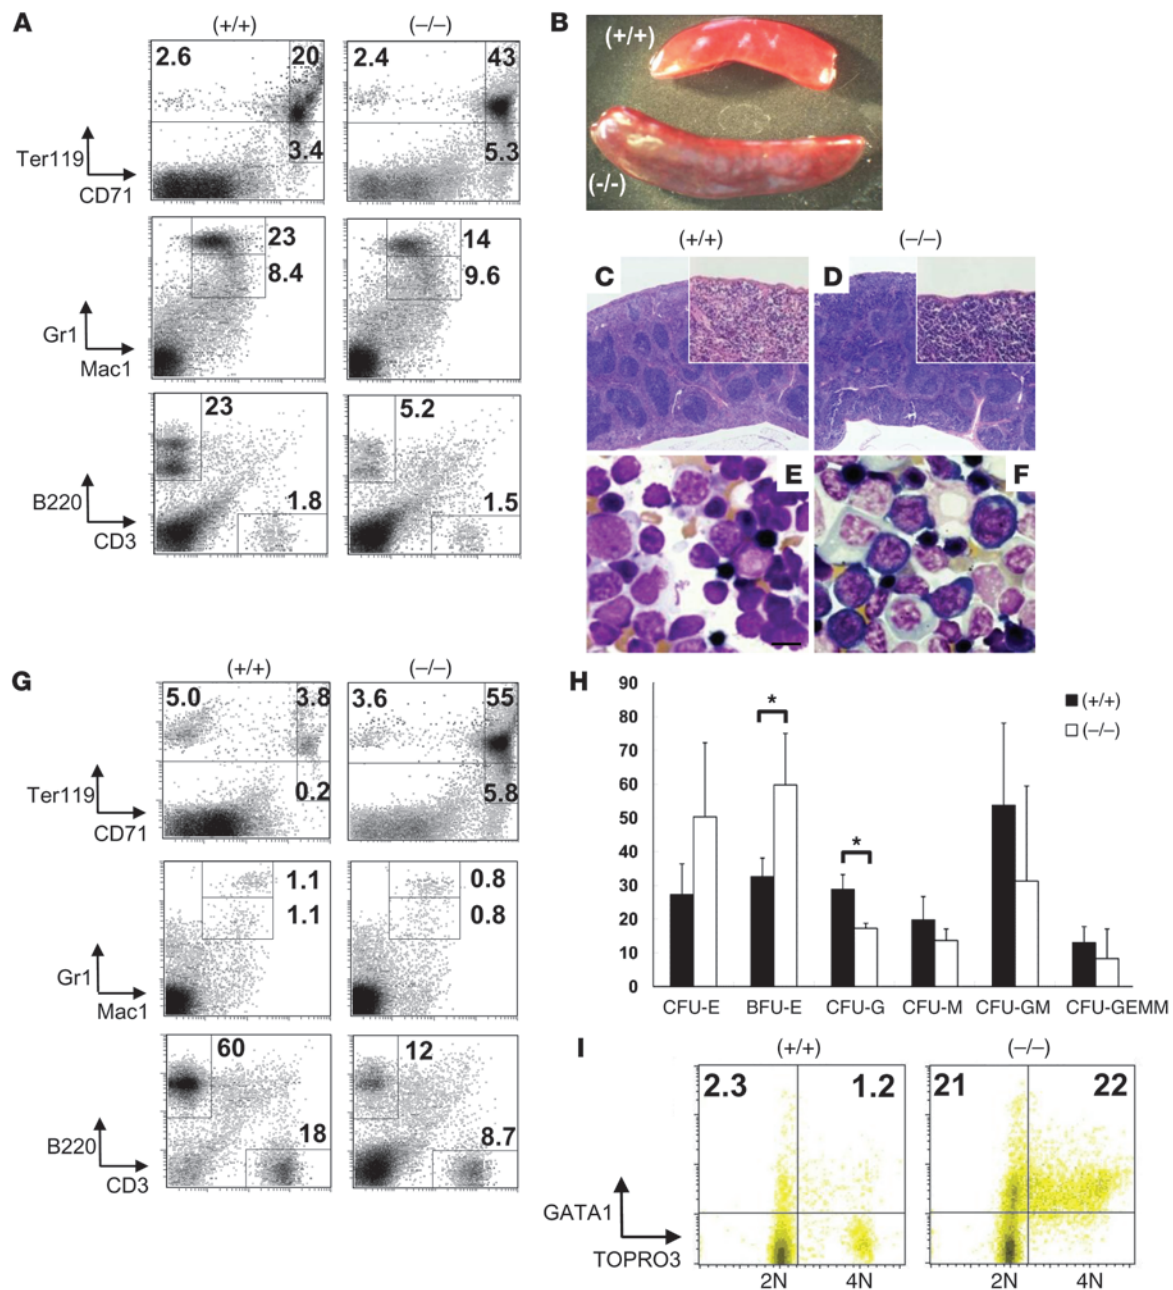 A
(+/+)
(−/−)
2.6
20
3.4
2.4
43
5.3
Ter119
CD71
23
8.4
14
9.6
Gr1
Mac1
23
1.8
5.2
1.5
B220
CD3
B
(+/+)
(-/-)
(+/+)
(−/−)
C
D
E
F
G
(+/+)
(−/−)
5.0
3.8
0.2
3.6
55
5.8
Ter119
CD71
1.1
1.1
0.8
0.8
Gr1
Mac1
60
18
12
8.7
B220
CD3
H
90
80
70
60
50
40
30
20
10
0
*
*
(+/+)
(−/−)
CFU-E BFU-E CFU-G CFU-M CFU-GM CFU-GEMM
I
(+/+)
(−/−)
2.3
1.2
21
22
GATA1
TOPRO3
2N 4N
2N 4N